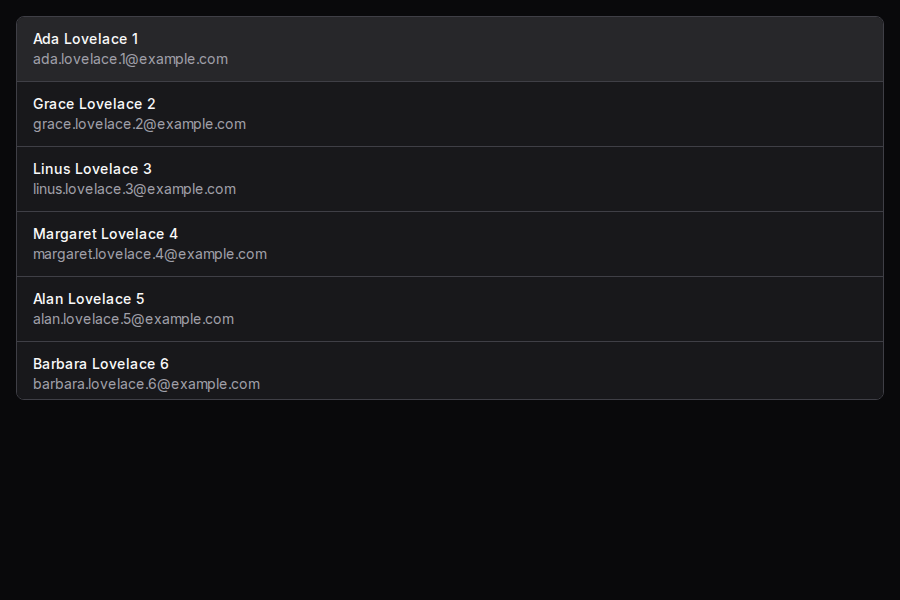 Ada Lovelace 1
ada.lovelace.1@example.com
Grace Lovelace 2
grace.lovelace.2@example.com
Linus Lovelace 3
linus.lovelace.3@example.com
Margaret Lovelace 4
margaret.lovelace.4@example.com
Alan Lovelace 5
alan.lovelace.5@example.com
Barbara Lovelace 6
barbara.lovelace.6@example.com